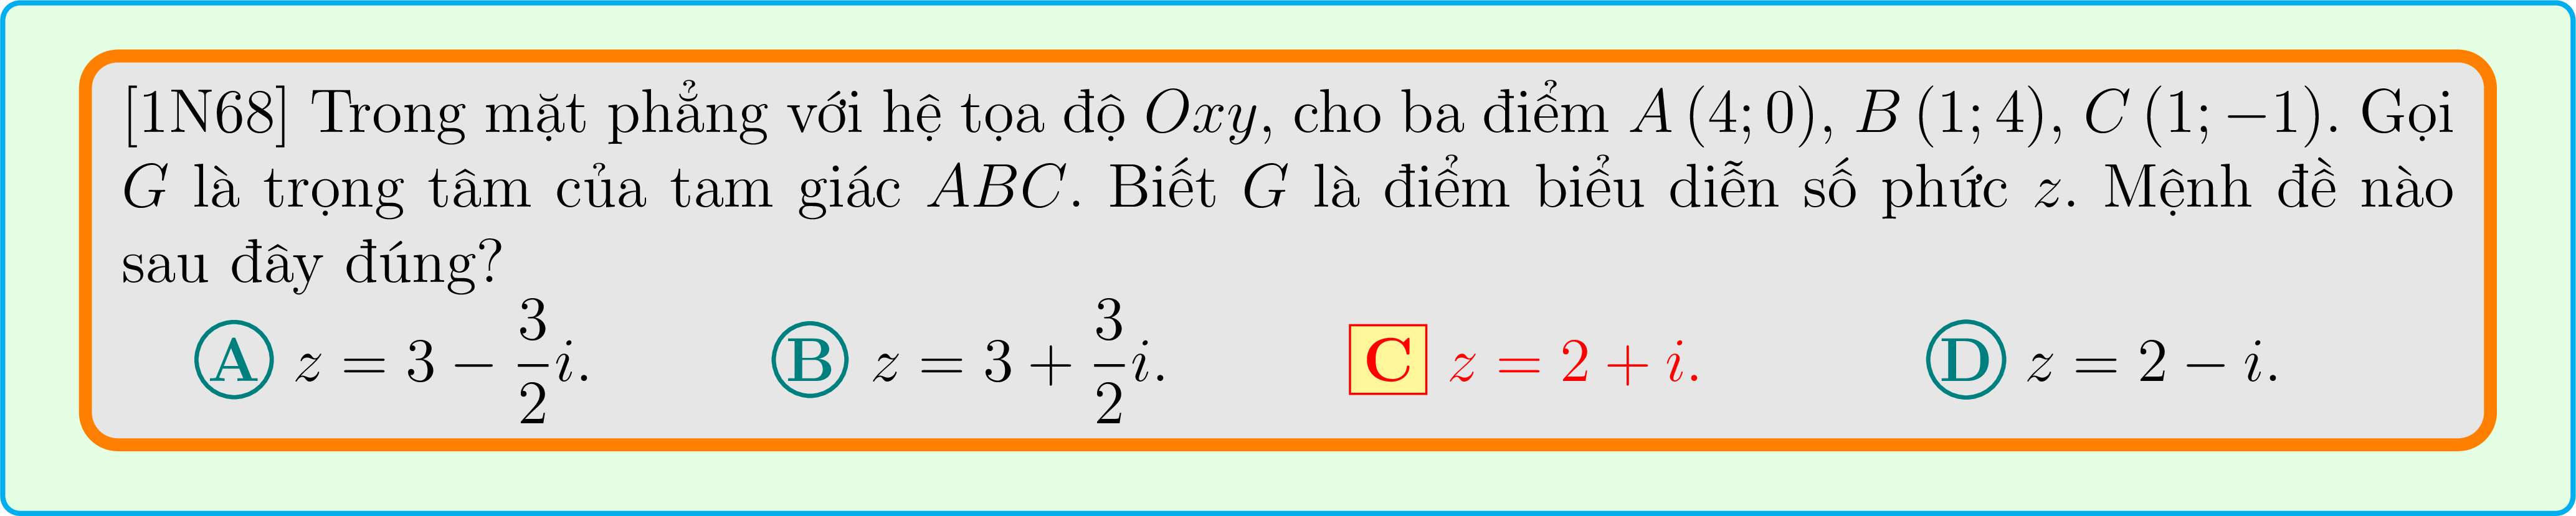 [1N68] Trong mặt phẳng với hệ tọa độ Oxy, cho ba điểm A (4; 0), B (1; 4), C (1; −1). Gọi
G là trọng tâm của tam giác ABC. Biết G là điểm biểu diễn số phức z. Mệnh đề nào
sau đây đúng?
A z = 3 − 3/2 i. B z = 3 + 3/2 i. C z = 2 + i. D z = 2 − i.